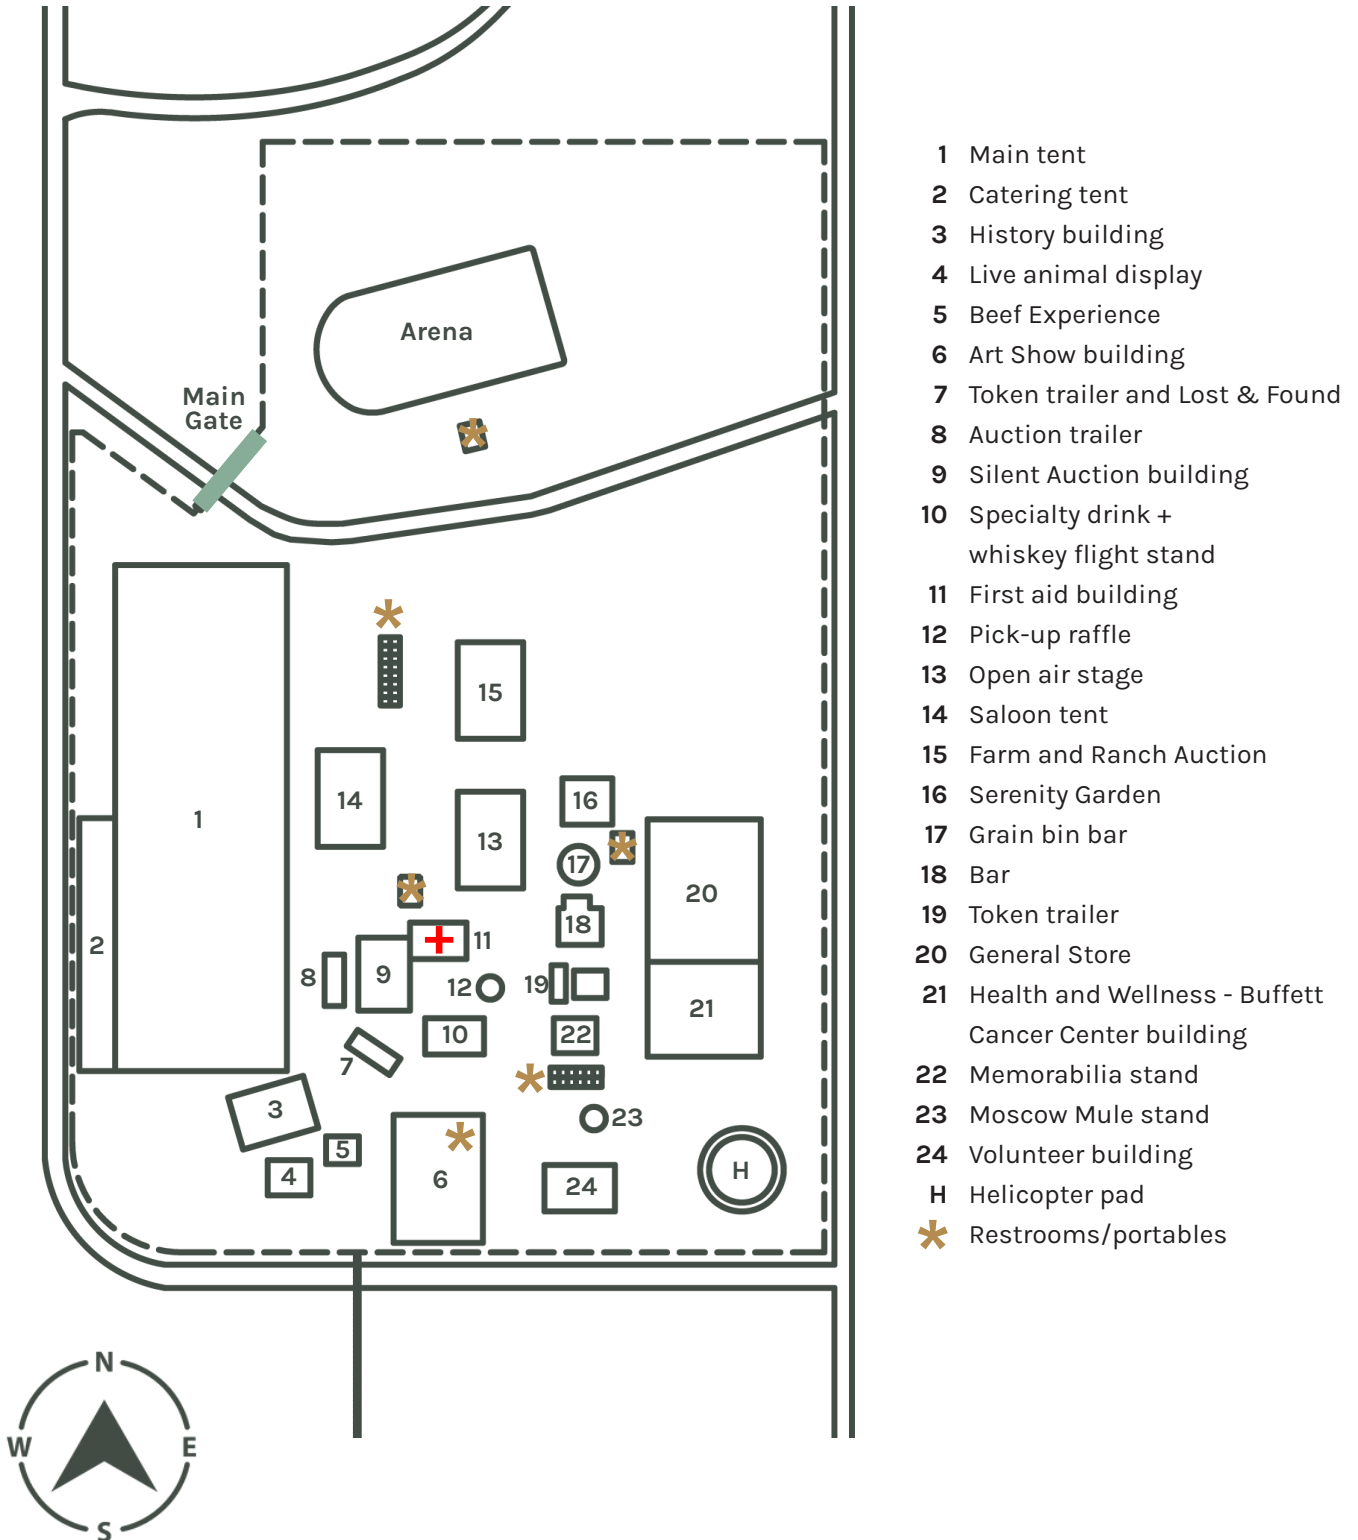 Arena
Main
Gate
15
14
16
1
13
17
20
18
2
11
9
8
12
19
21
10
22
7
3
23
5
4
6
24
H
N
W
E
S
1 Main tent
2 Catering tent
3 History building
4 Live animal display
5 Beef Experience
6 Art Show building
7 Token trailer and Lost & Found
8 Auction trailer
9 Silent Auction building
10 Specialty drink +
whiskey flight stand
11 First aid building
12 Pick-up raffle
13 Open air stage
14 Saloon tent
15 Farm and Ranch Auction
16 Serenity Garden
17 Grain bin bar
18 Bar
19 Token trailer
20 General Store
21 Health and Wellness - Buffett
Cancer Center building
22 Memorabilia stand
23 Moscow Mule stand
24 Volunteer building
H Helicopter pad
* Restrooms/portables